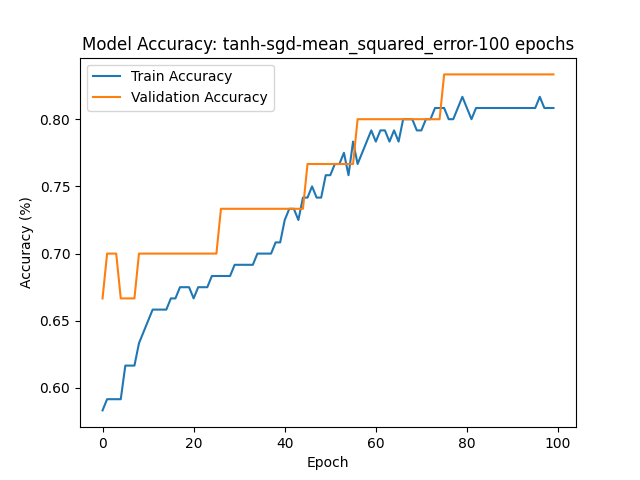 Model Accuracy: tanh-sgd-mean_squared_error-100 epochs
Train Accuracy
Validation Accuracy
Accuracy (%)
0.80
0.75
0.70
0.65
0.60
0 20 40 60 80 100
Epoch